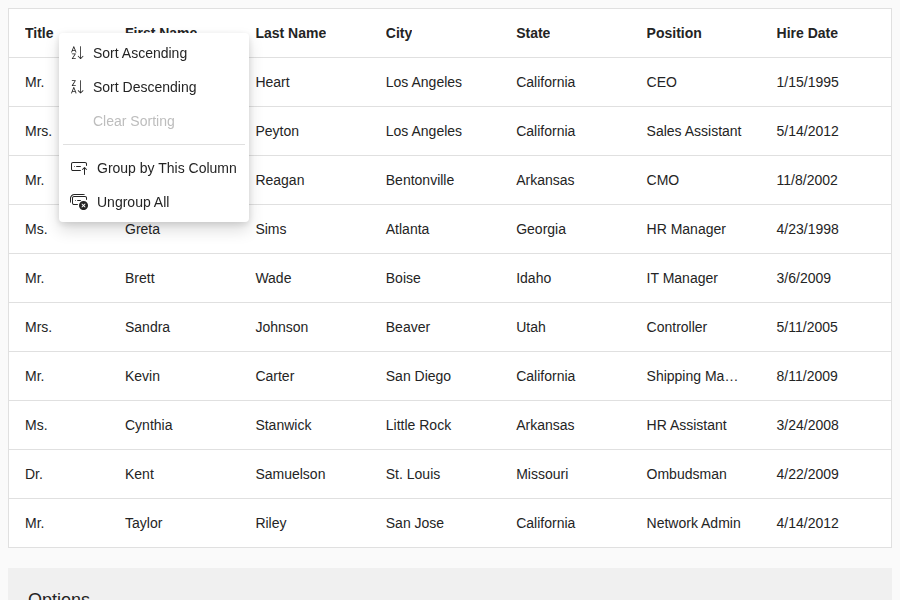 Title First Name Last Name City State Position Hire Date
Sort Ascending
Sort Descending
Clear Sorting
Group by This Column
Ungroup All
Mr. Heart Los Angeles California CEO 1/15/1995
Mrs. Peyton Los Angeles California Sales Assistant 5/14/2012
Mr. Reagan Bentonville Arkansas CMO 11/8/2002
Ms. Greta Sims Atlanta Georgia HR Manager 4/23/1998
Mr. Brett Wade Boise Idaho IT Manager 3/6/2009
Mrs. Sandra Johnson Beaver Utah Controller 5/11/2005
Mr. Kevin Carter San Diego California Shipping Ma… 8/11/2009
Ms. Cynthia Stanwick Little Rock Arkansas HR Assistant 3/24/2008
Dr. Kent Samuelson St. Louis Missouri Ombudsman 4/22/2009
Mr. Taylor Riley San Jose California Network Admin 4/14/2012
Options